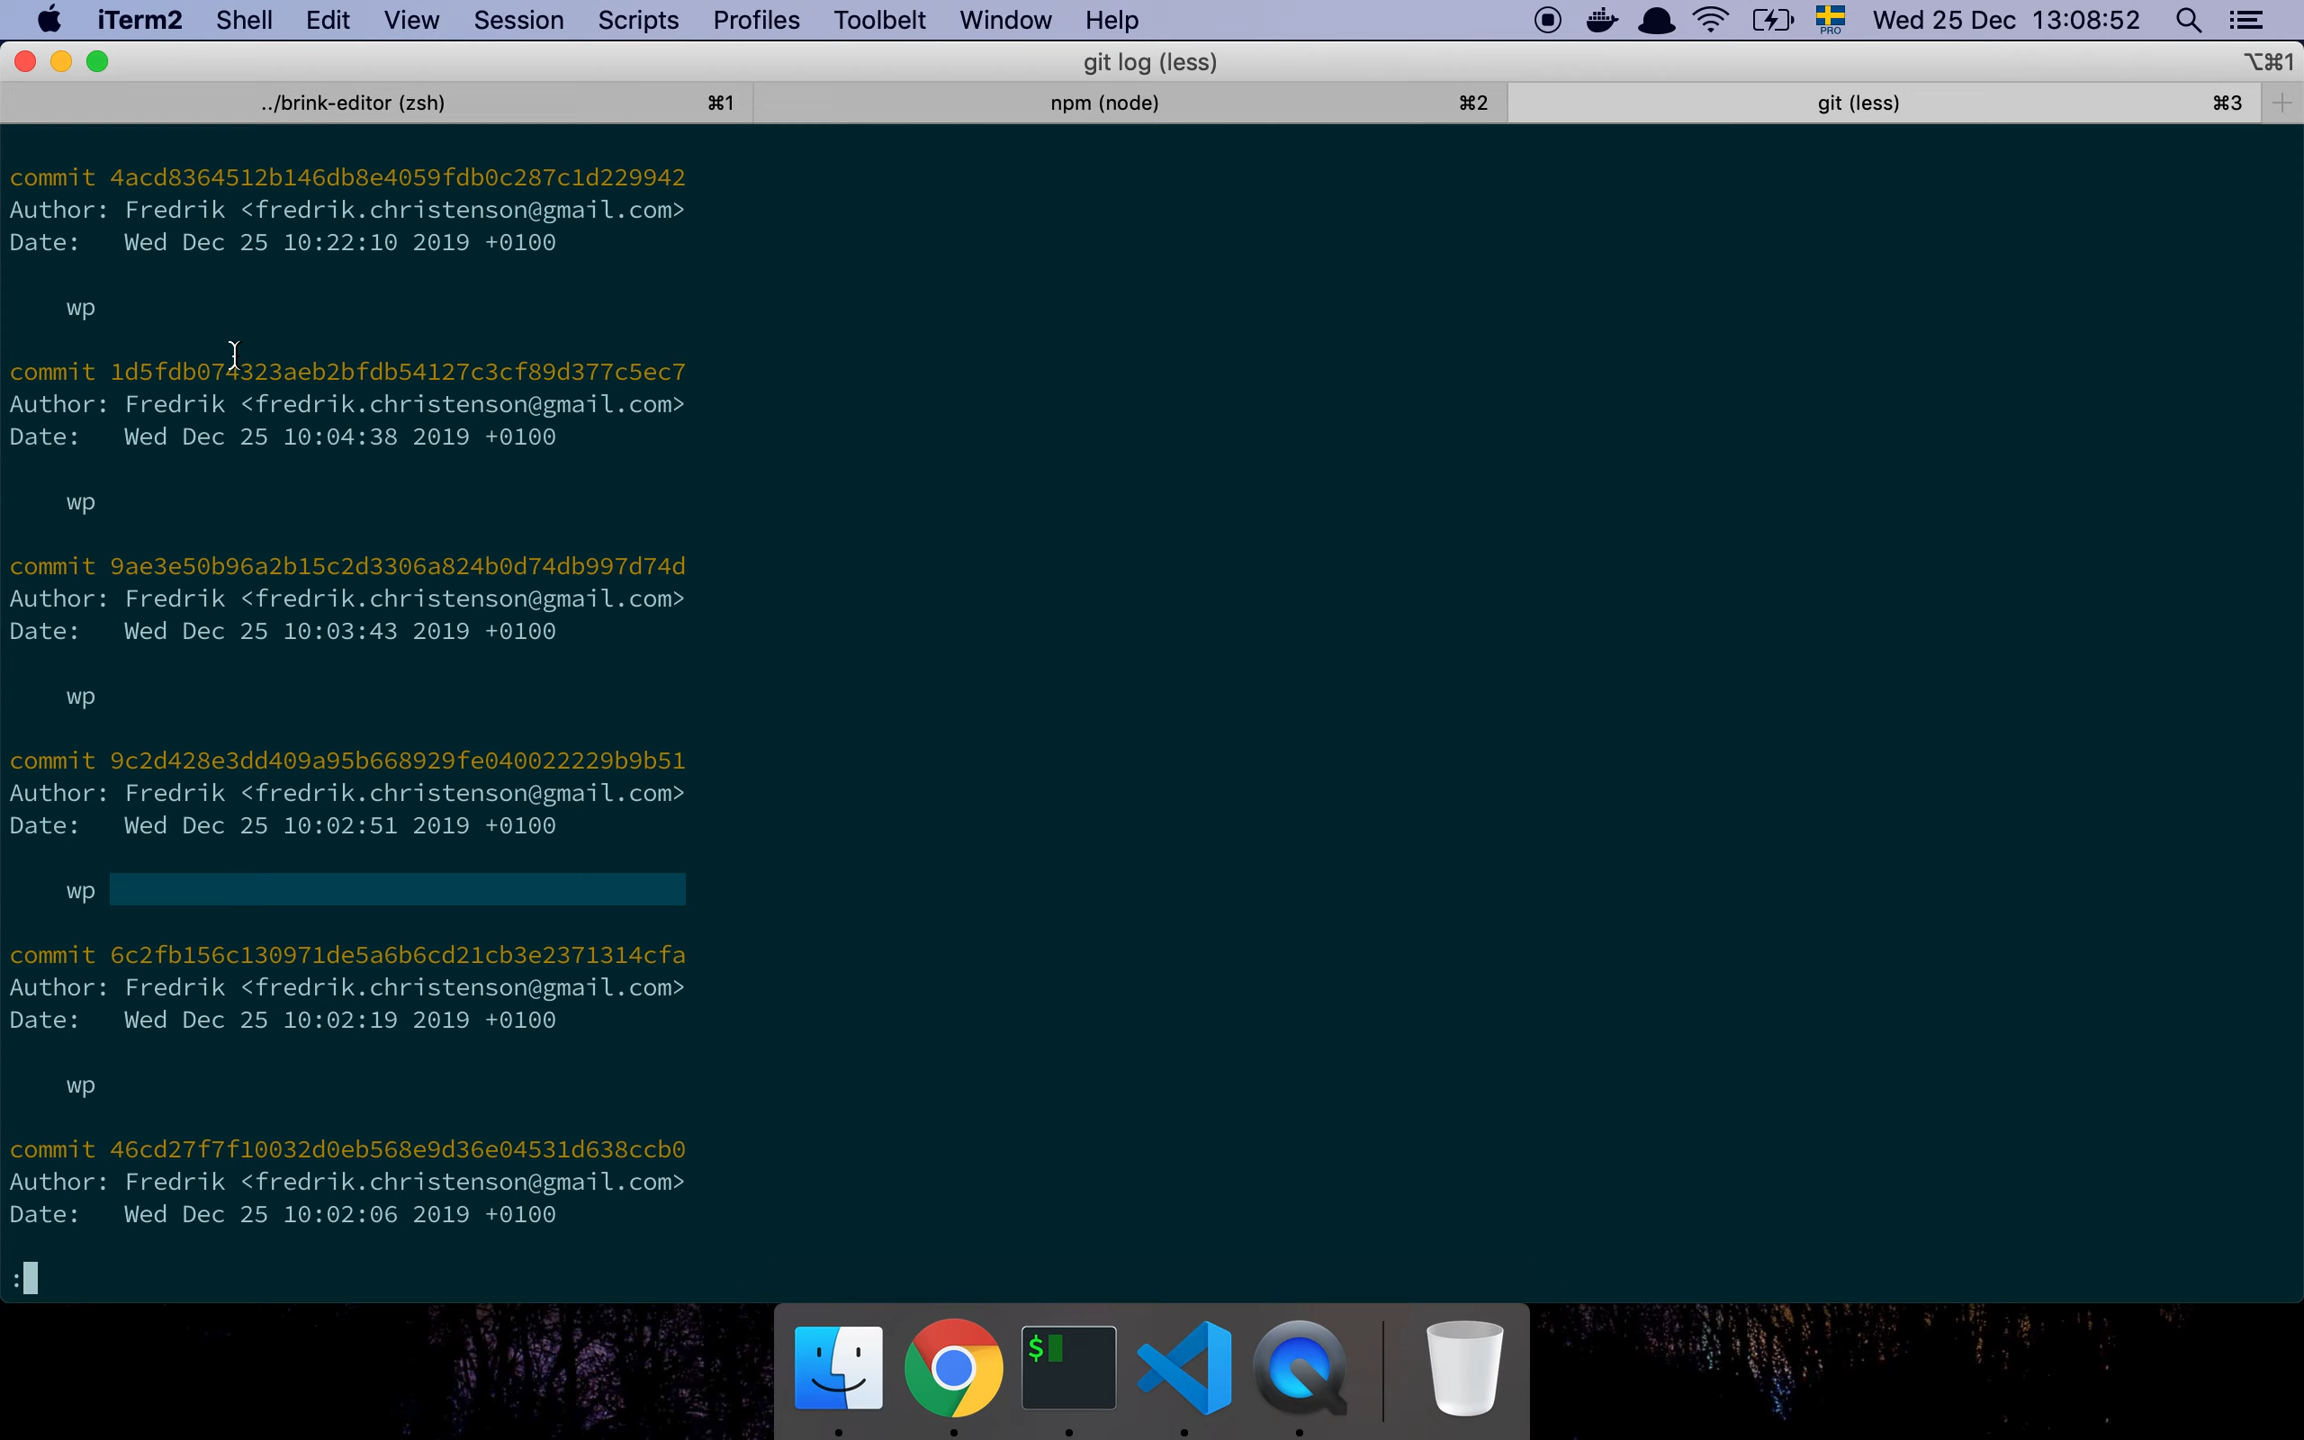 iTerm2 Shell Edit View Session Scripts Profiles Toolbelt Window Help PRO Wed 25 Dec 13:08:52
git log (less) ⌥⌘1
../brink-editor (zsh) ⌘1 npm (node) ⌘2 git (less) ⌘3
commit 4acd8364512b146db8e4059fdb0c287c1d229942
Author: Fredrik <fredrik.christenson@gmail.com>
Date:   Wed Dec 25 10:22:10 2019 +0100
wp
commit 1d5fdb074323aeb2bfdb54127c3cf89d377c5ec7
Author: Fredrik <fredrik.christenson@gmail.com>
Date:   Wed Dec 25 10:04:38 2019 +0100
wp
commit 9ae3e50b96a2b15c2d3306a824b0d74db997d74d
Author: Fredrik <fredrik.christenson@gmail.com>
Date:   Wed Dec 25 10:03:43 2019 +0100
wp
commit 9c2d428e3dd409a95b668929fe040022229b9b51
Author: Fredrik <fredrik.christenson@gmail.com>
Date:   Wed Dec 25 10:02:51 2019 +0100
wp
commit 6c2fb156c130971de5a6b6cd21cb3e2371314cfa
Author: Fredrik <fredrik.christenson@gmail.com>
Date:   Wed Dec 25 10:02:19 2019 +0100
wp
commit 46cd27f7f10032d0eb568e9d36e04531d638ccb0
Author: Fredrik <fredrik.christenson@gmail.com>
Date:   Wed Dec 25 10:02:06 2019 +0100
:
$